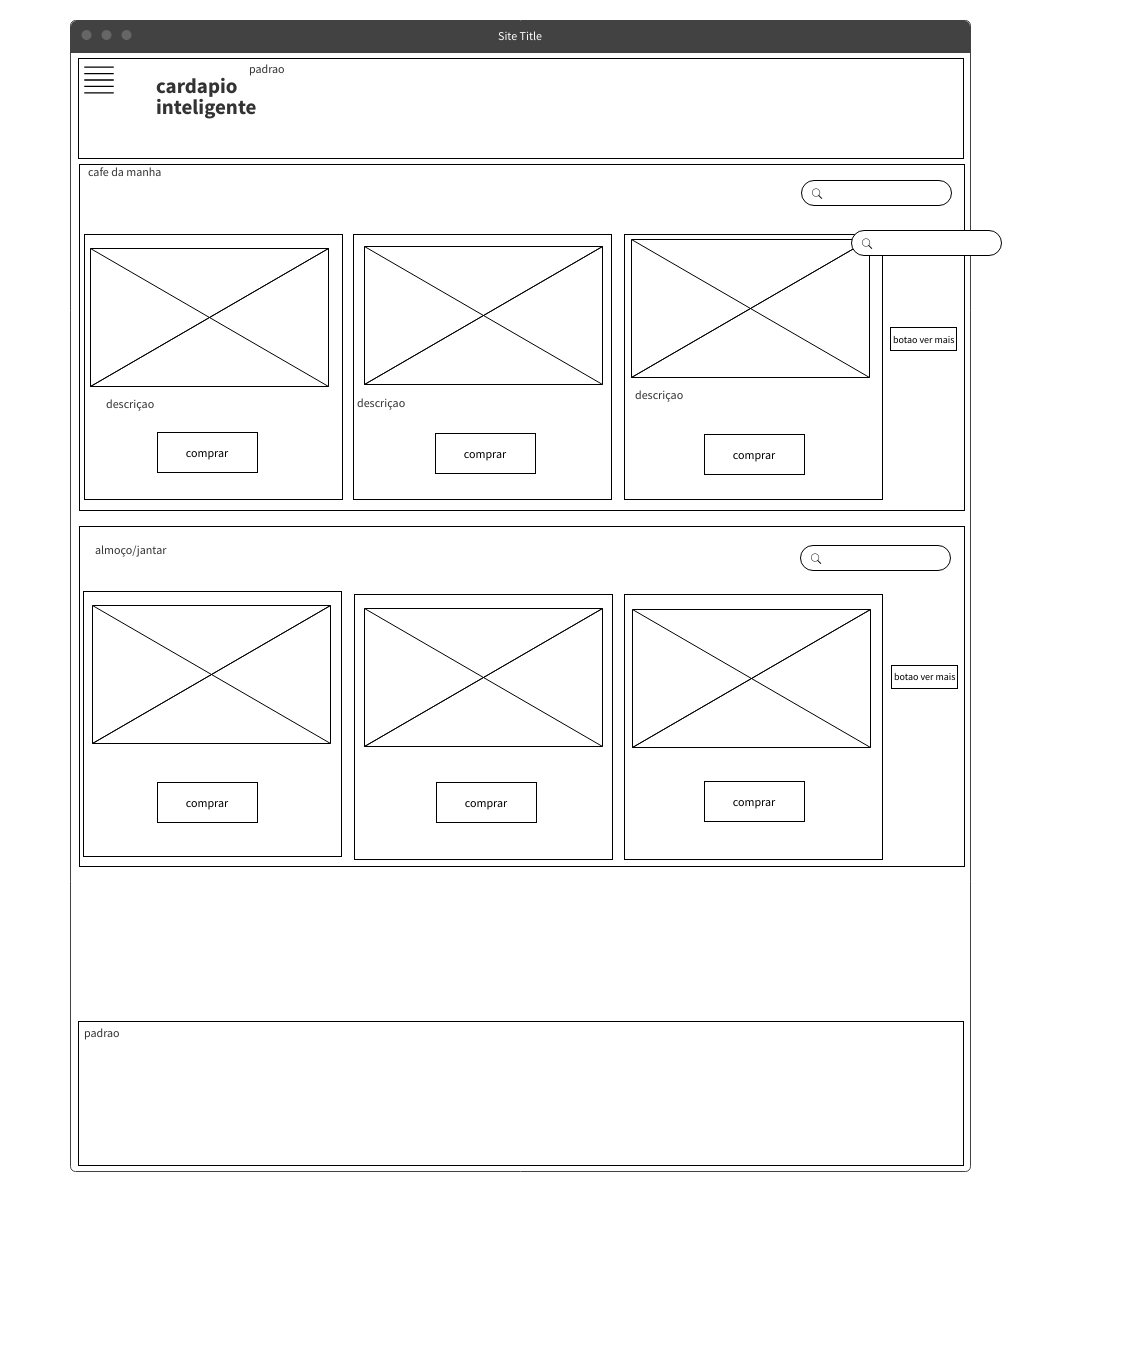 Site Title
padrao
cardapio
inteligente
cafe da manha
botao ver mais
descriçao
descriçao
descriçao
comprar
comprar
comprar
almoço/jantar
botao ver mais
comprar
comprar
comprar
padrao